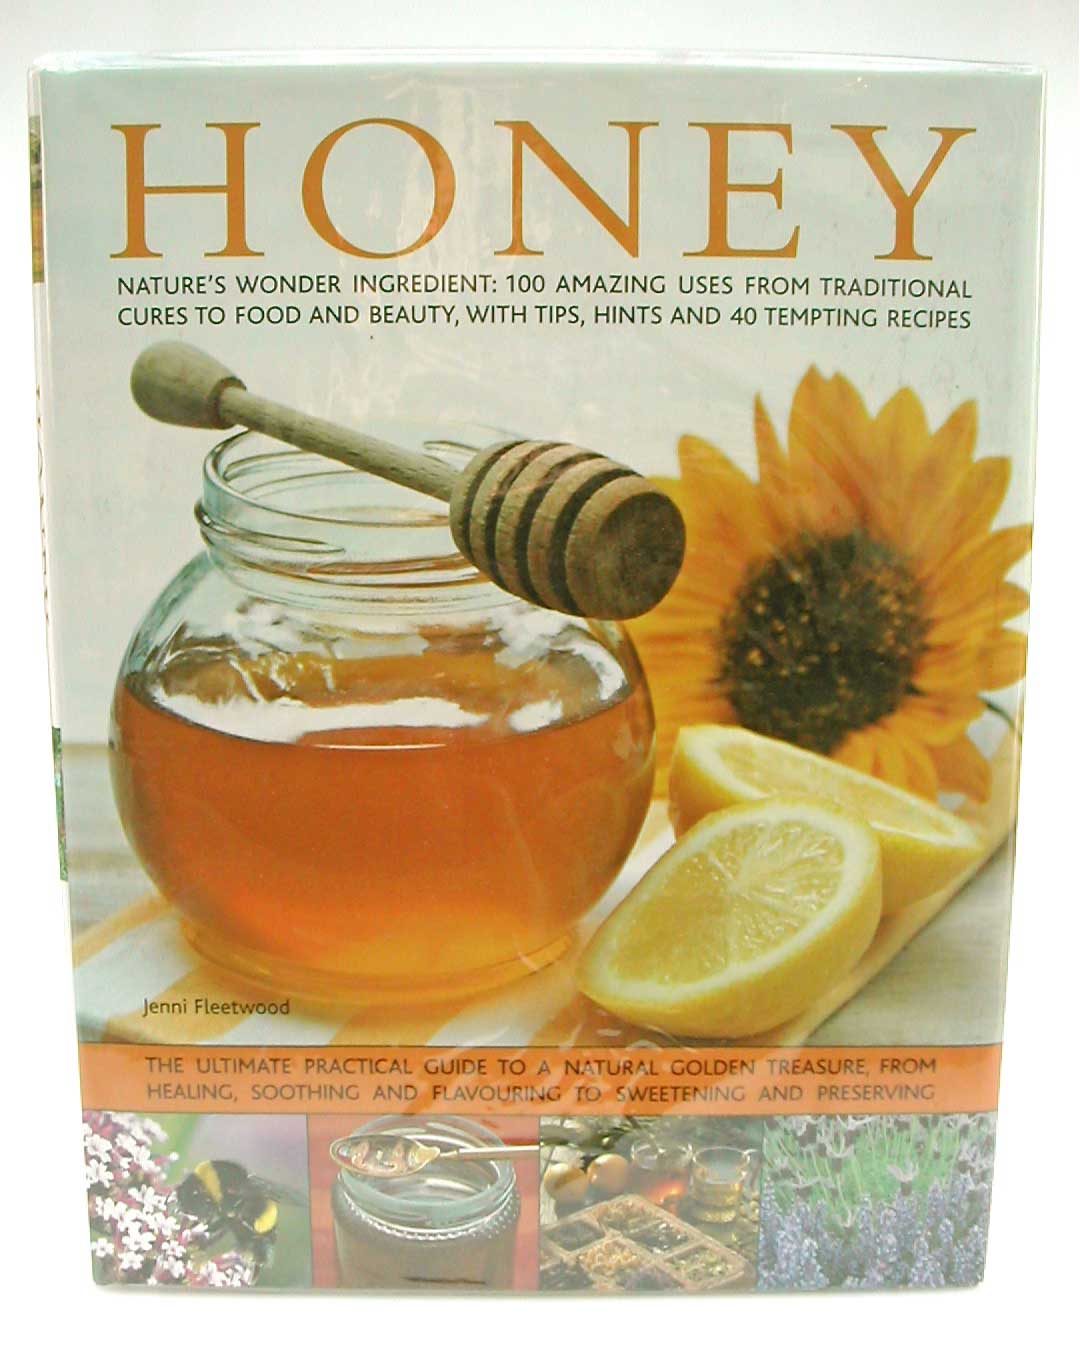 HONEY
NATURE'S WONDER INGREDIENT: 100 AMAZING USES FROM TRADITIONAL
CURES TO FOOD AND BEAUTY, WITH TIPS, HINTS AND 40 TEMPTING RECIPES
Jenni Fleetwood
THE ULTIMATE PRACTICAL GUIDE TO A NATURAL GOLDEN TREASURE, FROM
HEALING, SOOTHING AND FLAVOURING TO SWEETENING AND PRESERVING